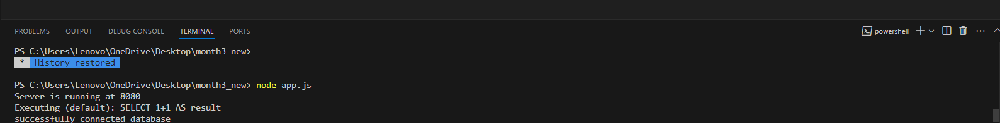 PROBLEMS OUTPUT DEBUG CONSOLE TERMINAL PORTS powershell
PS C:\Users\Lenovo\OneDrive\Desktop\month3_new>
* History restored
PS C:\Users\Lenovo\OneDrive\Desktop\month3_new> node app.js
Server is running at 8080
Executing (default): SELECT 1+1 AS result
successfully connected database